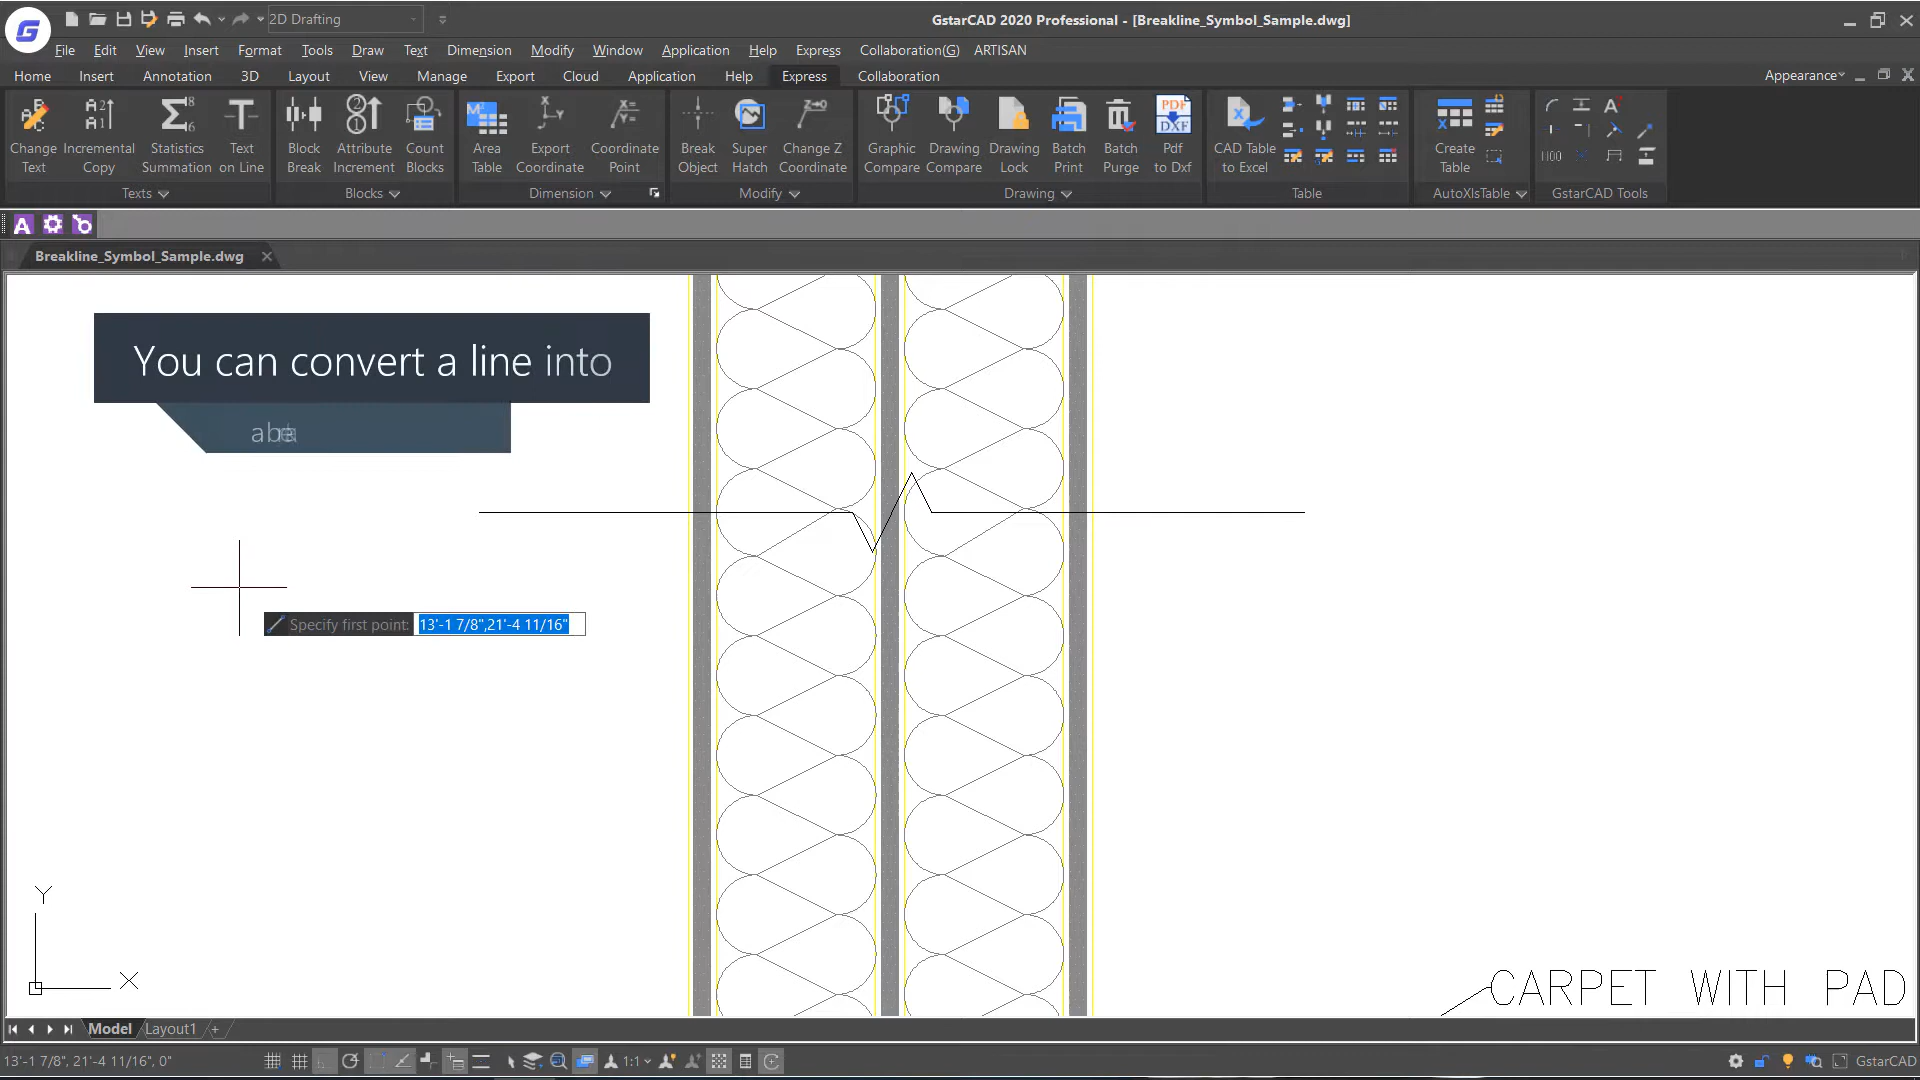 2D Drafting
GstarCAD 2020 Professional - [Breakline_Symbol_Sample.dwg]
File Edit View Insert Format Tools Draw Text Dimension Modify Window Application Help Express Collaboration(G) ARTISAN
Home Insert Annotation 3D Layout View Manage Export Cloud Application Help Express Collaboration Appearance
Change Text
Incremental Copy
Statistics Summation
Text on Line
Block Break
Attribute Increment
Count Blocks
Area Table
Export Coordinate
Coordinate Point
Break Object
Super Hatch
Change Z Coordinate
Graphic Compare
Drawing Compare
Drawing Lock
Batch Print
Batch Purge
Pdf to Dxf
CAD Table to Excel
Create Table
Texts Blocks Dimension Modify Drawing Table AutoXlsTable GstarCAD Tools
Breakline_Symbol_Sample.dwg
You can convert a line into
Specify first point: 13'-1 7/8",21'-4 11/16"
Y
X
CARPET WITH PAD
Model Layout1 +
13'-1 7/8", 21'-4 11/16", 0"
1:1
GstarCAD